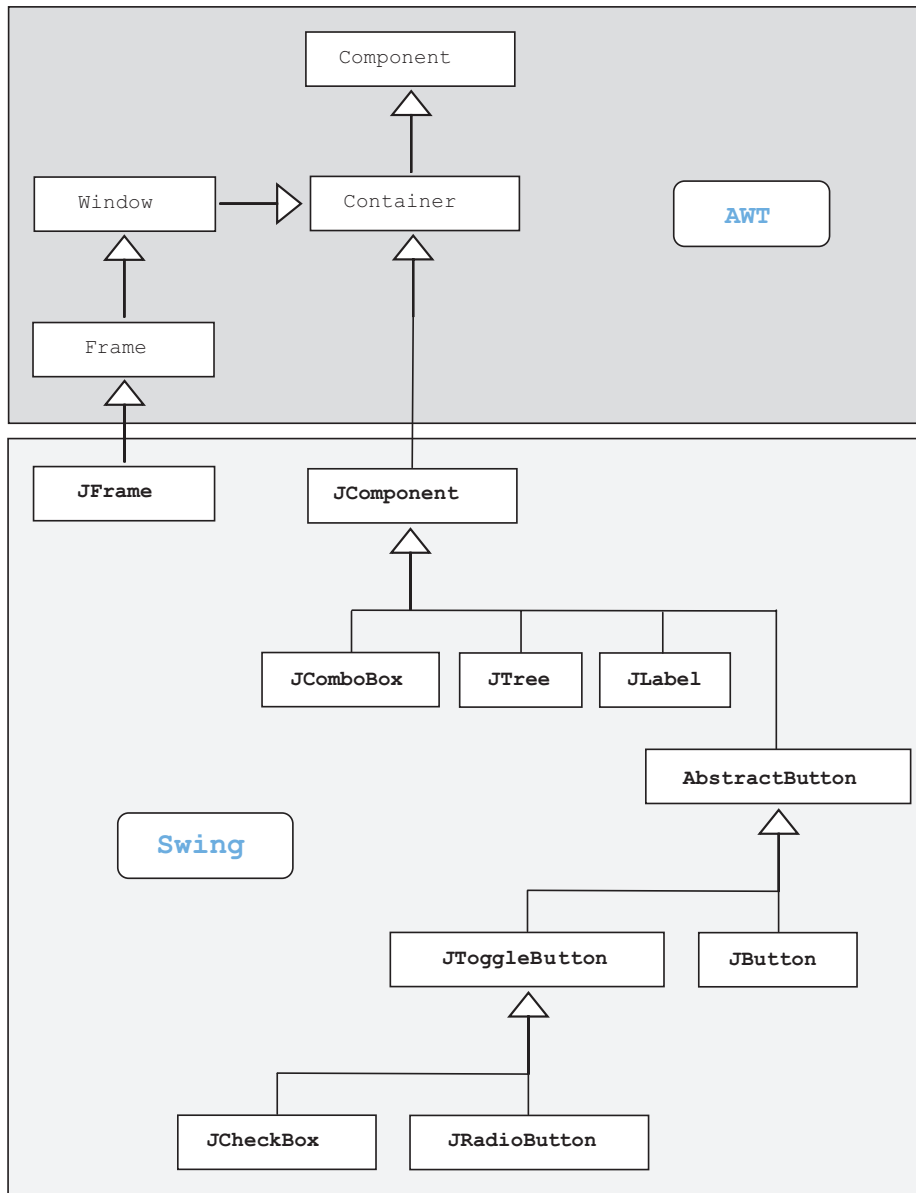 Component
Window
Container
AWT
Frame
JFrame
JComponent
JComboBox
JTree
JLabel
AbstractButton
Swing
JToggleButton
JButton
JCheckBox
JRadioButton